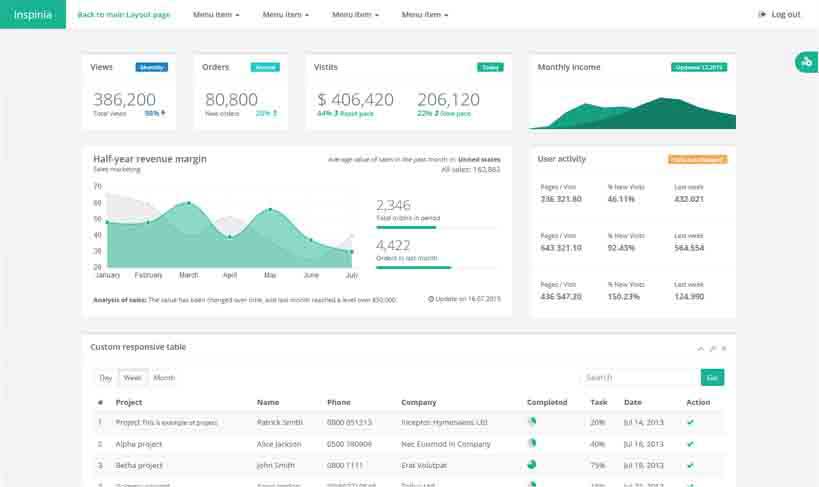 Inspinia Back to main Layout page Menu item Menu item Menu item Menu item Log out
Views Monthly
386,200
Total views 98%
Orders Annual
80,800
New orders 20%
Vistits Today
$ 406,420 206,120
44% Rapid pace 22% Slow pace
Monthly income Updated 12.2015
Half-year revenue margin
Sales marketing
Average value of sales in the past month in: United states
All sales: 162,862
70
60
50
40
30
20
January February March April May June July
2,346
Total orders in period
4,422
Orders in last month
Analysis of sales: The value has been changed over time, and last month reached a level over $50,000.
Update on 16.07.2015
User activity
Pages / Visit % New Visits Last week
236 321.80 46.11% 432.021
Pages / Visit % New Visits Last week
643 321.10 92.43% 564.554
Pages / Visit % New Visits Last week
436 547.20 150.23% 124.990
Custom responsive table
Day Week Month
Search Go!
# Project Name Phone Company Completed Task Date Action
1 Project This is example of project Patrick Smith 0800 051213 Inceptos Hymenaeos Ltd 20% Jul 14, 2013
2 Alpha project Alice Jackson 0500 780909 Nec Euismod In Company 40% Jul 16, 2013
3 Betha project John Smith 0800 1111 Erat Volutpat 75% Jul 18, 2013